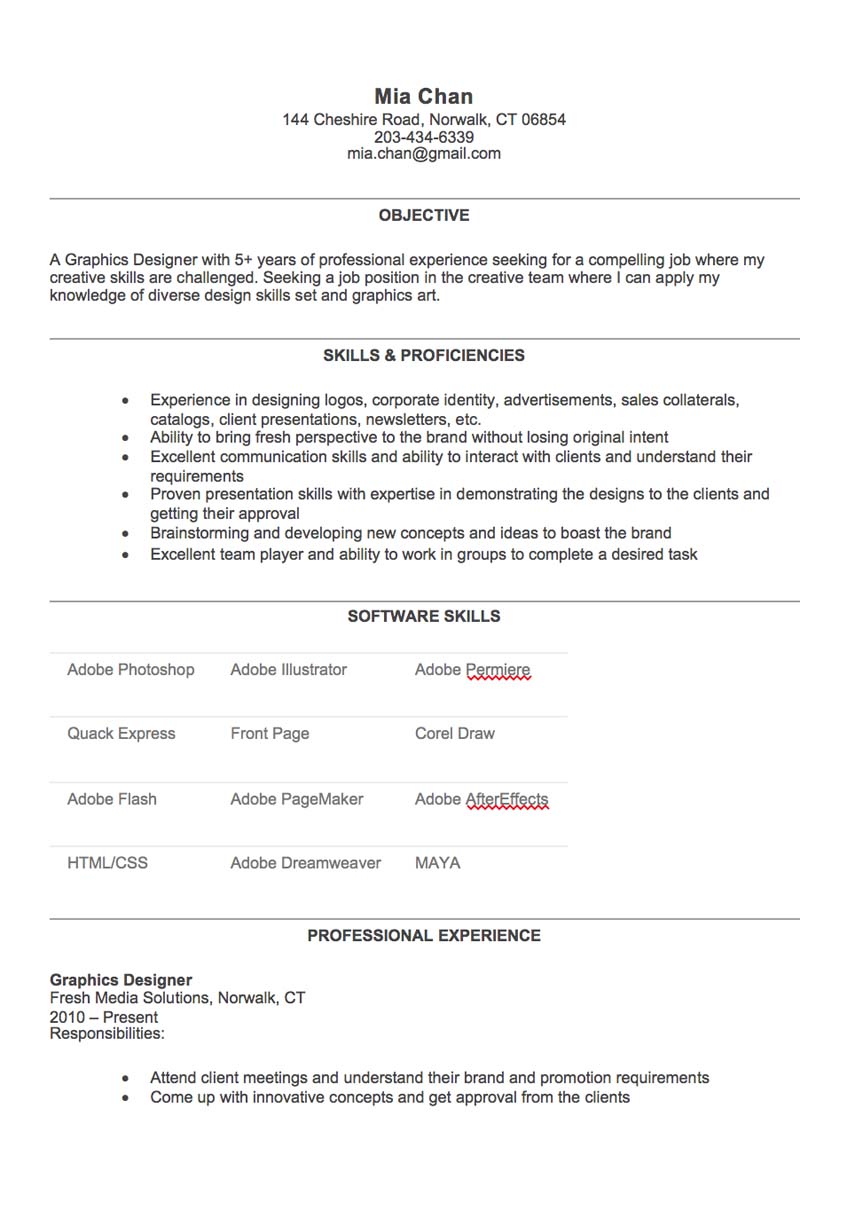 Mia Chan
144 Cheshire Road, Norwalk, CT 06854
203-434-6339
mia.chan@gmail.com
OBJECTIVE
A Graphics Designer with 5+ years of professional experience seeking for a compelling job where my
creative skills are challenged. Seeking a job position in the creative team where I can apply my
knowledge of diverse design skills set and graphics art.
SKILLS & PROFICIENCIES
• Experience in designing logos, corporate identity, advertisements, sales collaterals,
catalogs, client presentations, newsletters, etc.
• Ability to bring fresh perspective to the brand without losing original intent
• Excellent communication skills and ability to interact with clients and understand their
requirements
• Proven presentation skills with expertise in demonstrating the designs to the clients and
getting their approval
• Brainstorming and developing new concepts and ideas to boast the brand
• Excellent team player and ability to work in groups to complete a desired task
SOFTWARE SKILLS
Adobe Photoshop Adobe Illustrator Adobe Permiere
Quack Express Front Page Corel Draw
Adobe Flash Adobe PageMaker Adobe AfterEffects
HTML/CSS Adobe Dreamweaver MAYA
PROFESSIONAL EXPERIENCE
Graphics Designer
Fresh Media Solutions, Norwalk, CT
2010 – Present
Responsibilities:
• Attend client meetings and understand their brand and promotion requirements
• Come up with innovative concepts and get approval from the clients